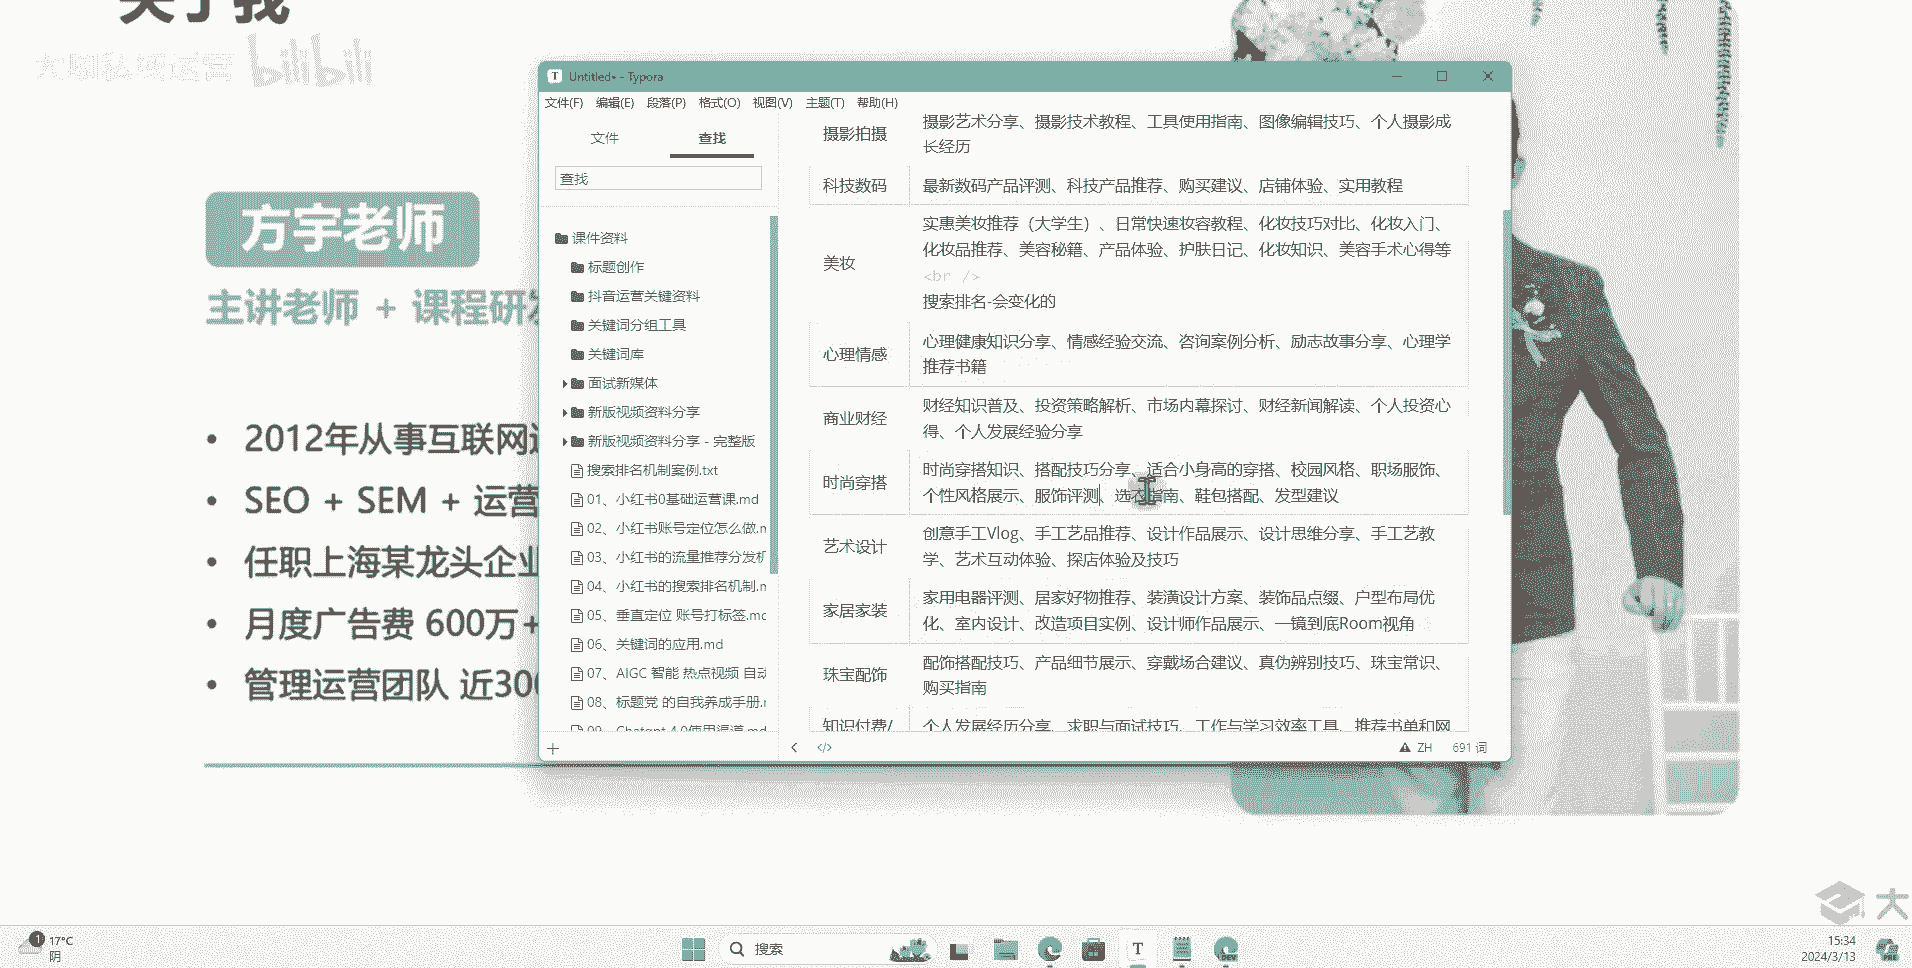 关于我
大圳私域运营 bilibili
方宇老师
主讲老师 + 课程研发
• 2012年从事互联网运
• SEO + SEM + 运营
• 任职上海某龙头企业
• 月度广告费 600万+
• 管理运营团队 近300
Untitled• - Typora
文件(F) 编辑(E) 段落(P) 格式(O) 视图(V) 主题(T) 帮助(H)
文件 查找
查找
课件资料
标题创作
抖音运营关键资料
关键词分组工具
关键词库
面试新媒体
新版视频资料分享
新版视频资料分享 - 完整版
搜索排名机制案例.txt
01、小红书0基础运营课.md
02、小红书账号定位怎么做.m
03、小红书的流量推荐分发机
04、小红书的搜索排名机制.m
05、垂直定位 账号打标签.mc
06、关键词的应用.md
07、AIGC 智能 热点视频 自动
08、标题党 的自我养成手册.r
09、Chatgpt 4.0使用渠道.md
摄影拍摄
摄影艺术分享、摄影技术教程、工具使用指南、图像编辑技巧、个人摄影成
长经历
科技数码
最新数码产品评测、科技产品推荐、购买建议、店铺体验、实用教程
美妆
实惠美妆推荐（大学生）、日常快速妆容教程、化妆技巧对比、化妆入门、
化妆品推荐、美容秘籍、产品体验、护肤日记、化妆知识、美容手术心得等
<br />
搜索排名-会变化的
心理情感
心理健康知识分享、情感经验交流、咨询案例分析、励志故事分享、心理学
推荐书籍
商业财经
财经知识普及、投资策略解析、市场内幕探讨、财经新闻解读、个人投资心
得、个人发展经验分享
时尚穿搭
时尚穿搭知识、搭配技巧分享、适合小身高的穿搭、校园风格、职场服饰、
个性风格展示、服饰评测、选衣指南、鞋包搭配、发型建议
艺术设计
创意手工Vlog、手工艺品推荐、设计作品展示、设计思维分享、手工艺教
学、艺术互动体验、探店体验及技巧
家居家装
家用电器评测、居家好物推荐、装潢设计方案、装饰品点缀、户型布局优
化、室内设计、改造项目实例、设计师作品展示、一镜到底Room视角
珠宝配饰
配饰搭配技巧、产品细节展示、穿戴场合建议、真伪辨别技巧、珠宝常识、
购买指南
知识付费/
个人发展经历分享、求职与面试技巧、工作与学习效率工具、推荐书单和网
ZH 691 词
大
1 17°C
阴
搜索
15:34
2024/3/13